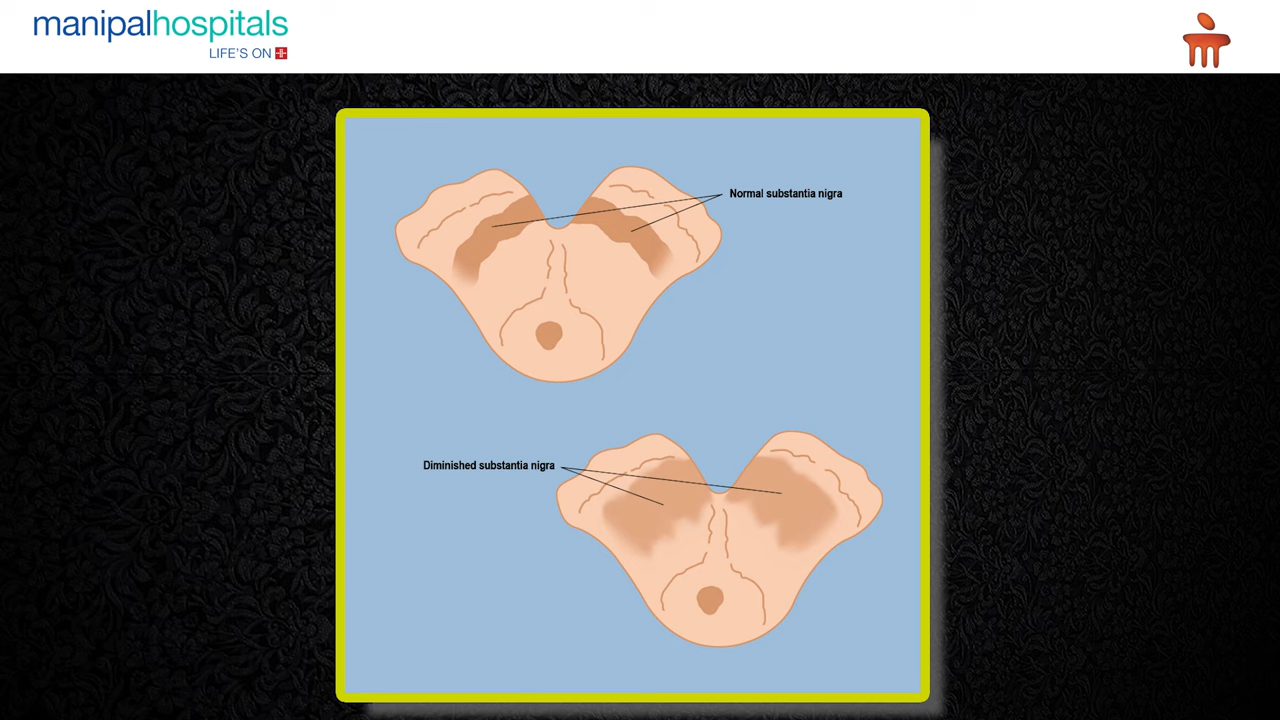 manipalhospitals
LIFE'S ON
Normal substantia nigra
Diminished substantia nigra